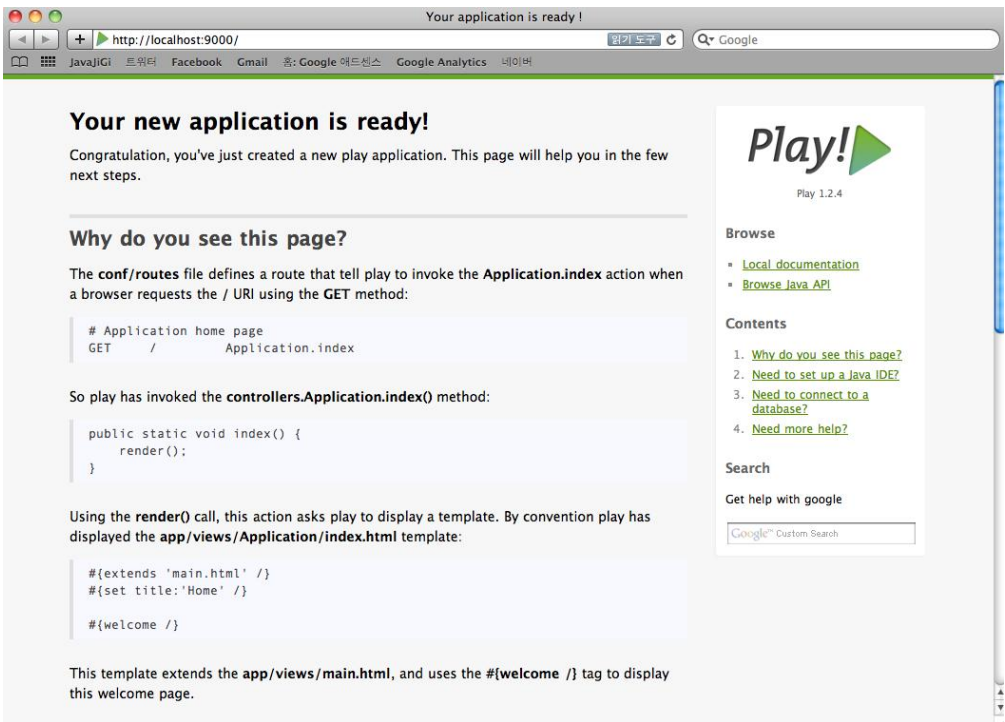 Your application is ready !
http://localhost:9000/
읽기 도구
Google
JavaJiGi 트위터 Facebook Gmail 홈: Google 애드센스 Google Analytics 네이버
Your new application is ready!
Congratulation, you've just created a new play application. This page will help you in the few
next steps.
Why do you see this page?
The conf/routes file defines a route that tell play to invoke the Application.index action when
a browser requests the / URI using the GET method:
# Application home page
GET / Application.index
So play has invoked the controllers.Application.index() method:
public static void index() {
render();
}
Using the render() call, this action asks play to display a template. By convention play has
displayed the app/views/Application/index.html template:
#{extends 'main.html' /}
#{set title:'Home' /}
#{welcome /}
This template extends the app/views/main.html, and uses the #{welcome /} tag to display
this welcome page.
Play!
Play 1.2.4
Browse
Local documentation
Browse Java API
Contents
1. Why do you see this page?
2. Need to set up a Java IDE?
3. Need to connect to a
database?
4. Need more help?
Search
Get help with google
Google™ Custom Search